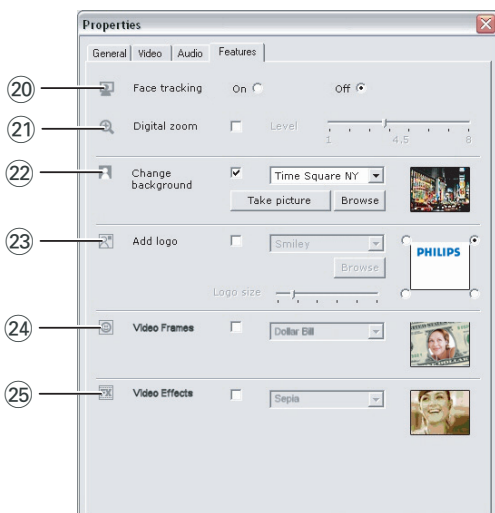 Properties
General Video Audio Features
20 Face tracking On Off
21 Digital zoom Level
1 4.5 8
22 Change background Time Square NY
Take picture Browse
23 Add logo Smiley
PHILIPS
Browse
Logo size
24 Video Frames Dollar Bill
25 Video Effects Sepia